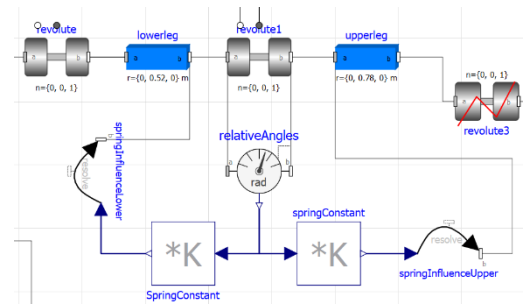 revolute
lowerleg
revolute1
upperleg
a
b
a
b
a
b
a
b
n={0, 0, 1}
r={0, 0.52, 0} m
n={0, 0, 1}
r={0, 0.78, 0} m
n={0, 0, 1}
a
b
revolute3
relativeAngles
a
b
rad
springInfluenceLower
resolve
b
springConstant
*K
*K
SpringConstant
resolve
b
springInfluenceUpper